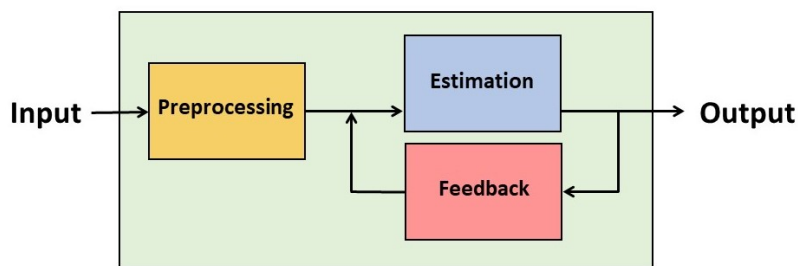 Input
Preprocessing
Estimation
Feedback
Output